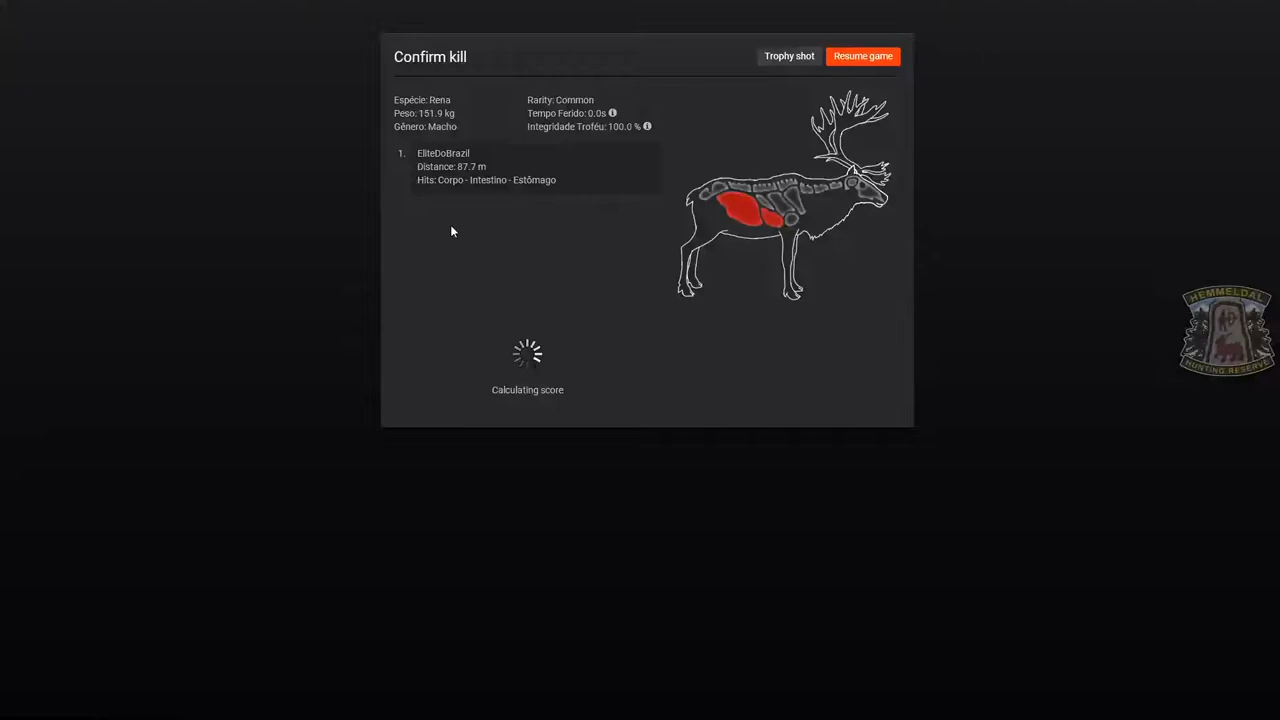 Confirm kill
Trophy shot
Resume game
Espécie: Rena
Peso: 151.9 kg
Gênero: Macho
Rarity: Common
Tempo Ferido: 0.0s
Integridade Troféu: 100.0 %
1. EliteDoBrazil
Distance: 87.7 m
Hits: Corpo - Intestino - Estômago
Calculating score
HEMMELDAL
HUNTING RESERVE